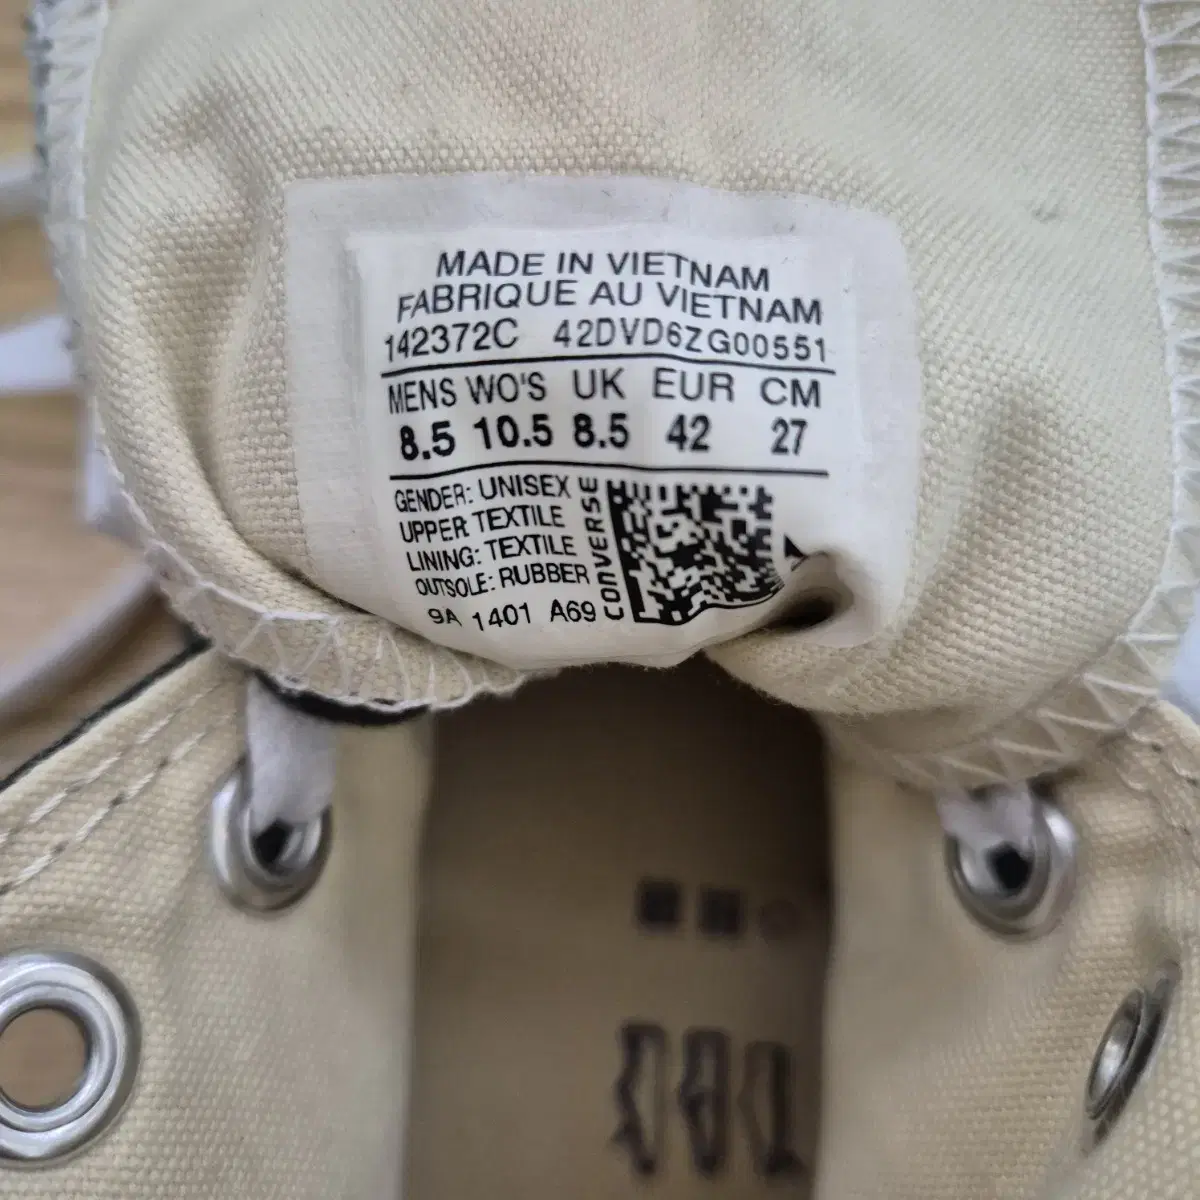 MADE IN VIETNAM
FABRIQUE AU VIETNAM
142372C 42DVD6ZG00551
MENS WO'S UK EUR CM
8.5 10.5 8.5 42 27
GENDER: UNISEX
UPPER TEXTILE
LINING: TEXTILE
OUTSOLE: RUBBER
9A 1401 A69
CONVERSE